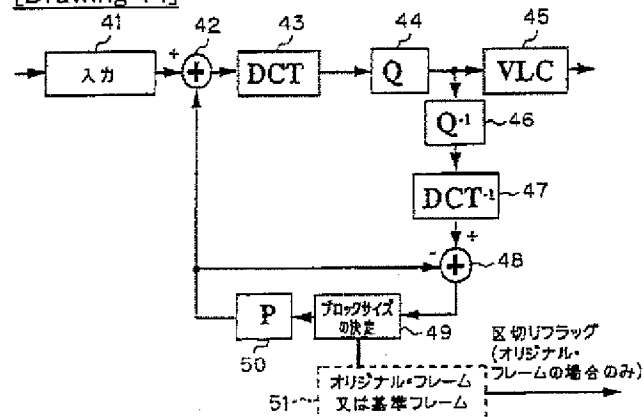 [Drawing 14]
41
42
43
44
45
入力
+
+
DCT
Q
VLC
Q-1
46
DCT-1
47
+
-
+
48
P
50
ブロックサイズ
の決定
49
区切りフラッグ
(オリジナル・
フレームの場合のみ)
51
オリジナル・フレーム
又は基準フレーム